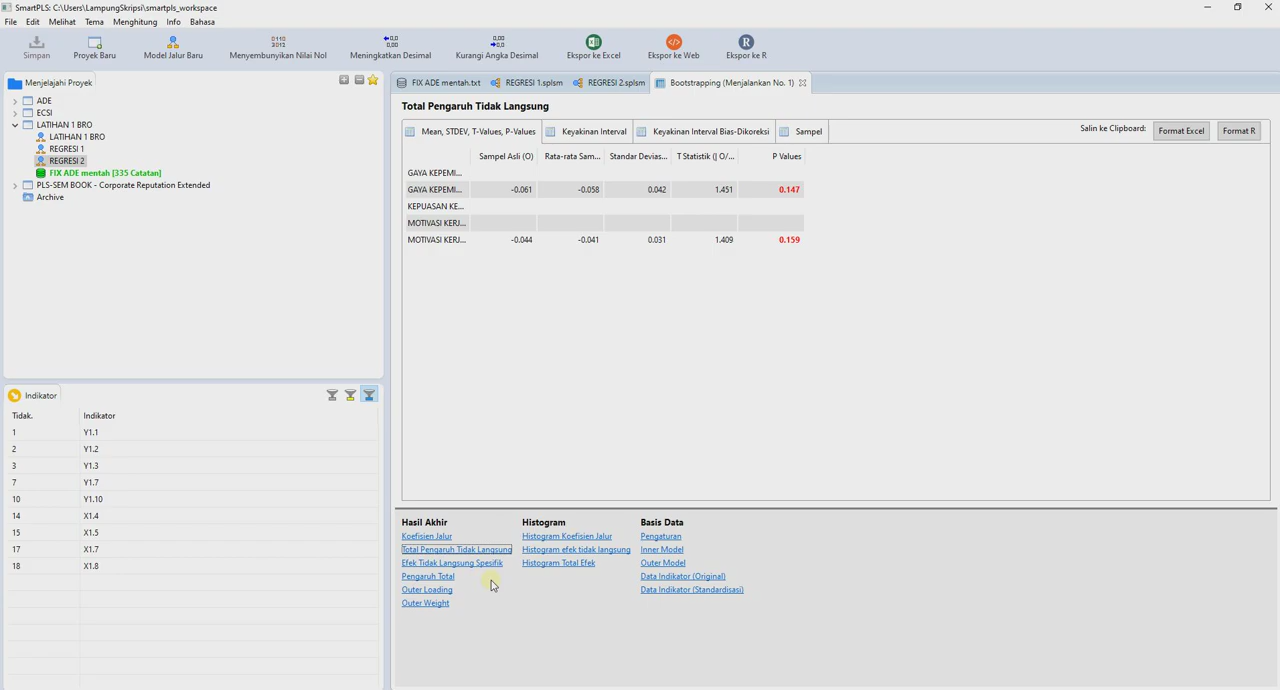 SmartPLS: C:\Users\LampungSkripsi\smartpls_workspace
File Edit Melihat Tema Menghitung Info Bahasa
Simpan Proyek Baru Model Jalur Baru Menyembunyikan Nilai Nol Meningkatkan Desimal Kurangi Angka Desimal Ekspor ke Excel Ekspor ke Web Ekspor ke R
Menjelajahi Proyek
ADE
ECSI
LATIHAN 1 BRO
LATIHAN 1 BRO
REGRESI 1
REGRESI 2
FIX ADE mentah [335 Catatan]
PLS-SEM BOOK - Corporate Reputation Extended
Archive
Indikator
Tidak. Indikator
1 Y1.1
2 Y1.2
3 Y1.3
7 Y1.7
10 Y1.10
14 X1.4
15 X1.5
17 X1.7
18 X1.8
FIX ADE mentah.txt REGRESI 1.splsm REGRESI 2.splsm Bootstrapping (Menjalankan No. 1)
Total Pengaruh Tidak Langsung
Mean, STDEV, T-Values, P-Values Keyakinan Interval Keyakinan Interval Bias-Dikoreksi Sampel Salin ke Clipboard: Format Excel Format R
Sampel Asli (O) Rata-rata Sam... Standar Devias... T Statistik (| O/... P Values
GAYA KEPEMI...
GAYA KEPEMI... -0.061 -0.058 0.042 1.451 0.147
KEPUASAN KE...
MOTIVASI KERJ...
MOTIVASI KERJ... -0.044 -0.041 0.031 1.409 0.159
Hasil Akhir Histogram Basis Data
Koefisien Jalur Histogram Koefisien Jalur Pengaturan
Total Pengaruh Tidak Langsung Histogram efek tidak langsung Inner Model
Efek Tidak Langsung Spesifik Histogram Total Efek Outer Model
Pengaruh Total Data Indikator (Original)
Outer Loading Data Indikator (Standardisasi)
Outer Weight